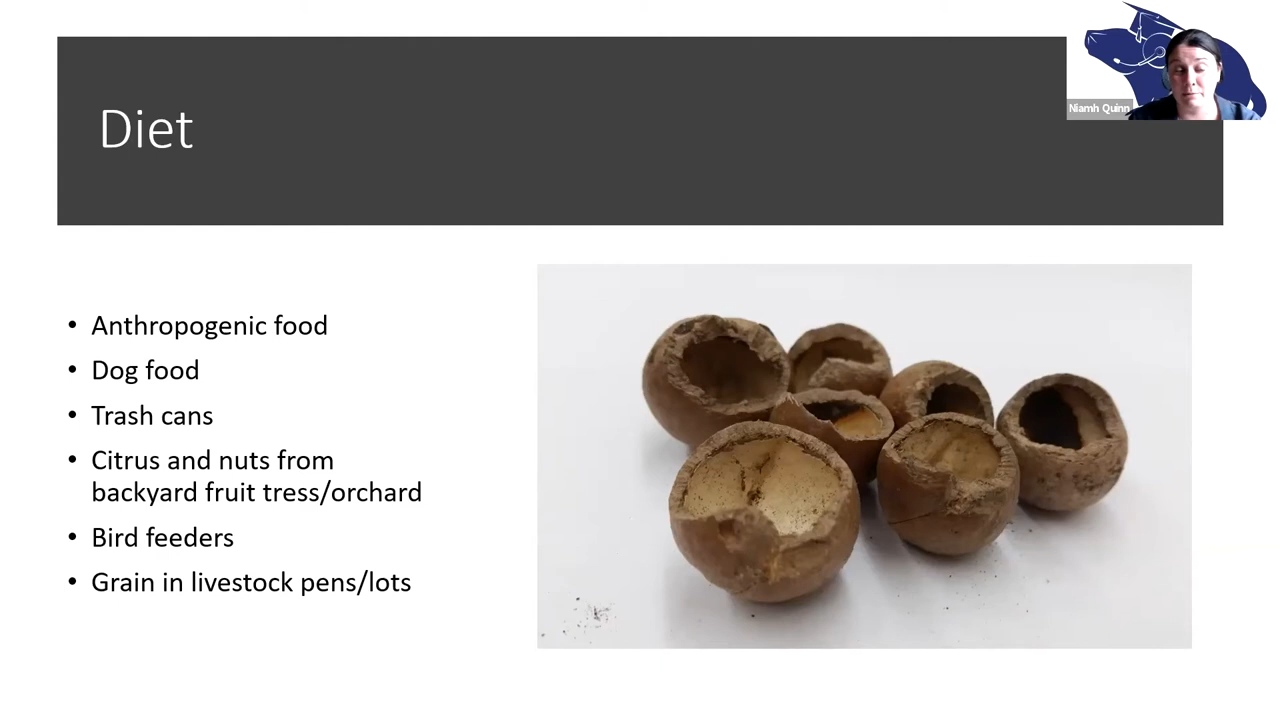 Niamh Quinn
Diet
• Anthropogenic food
• Dog food
• Trash cans
• Citrus and nuts from
backyard fruit tress/orchard
• Bird feeders
• Grain in livestock pens/lots